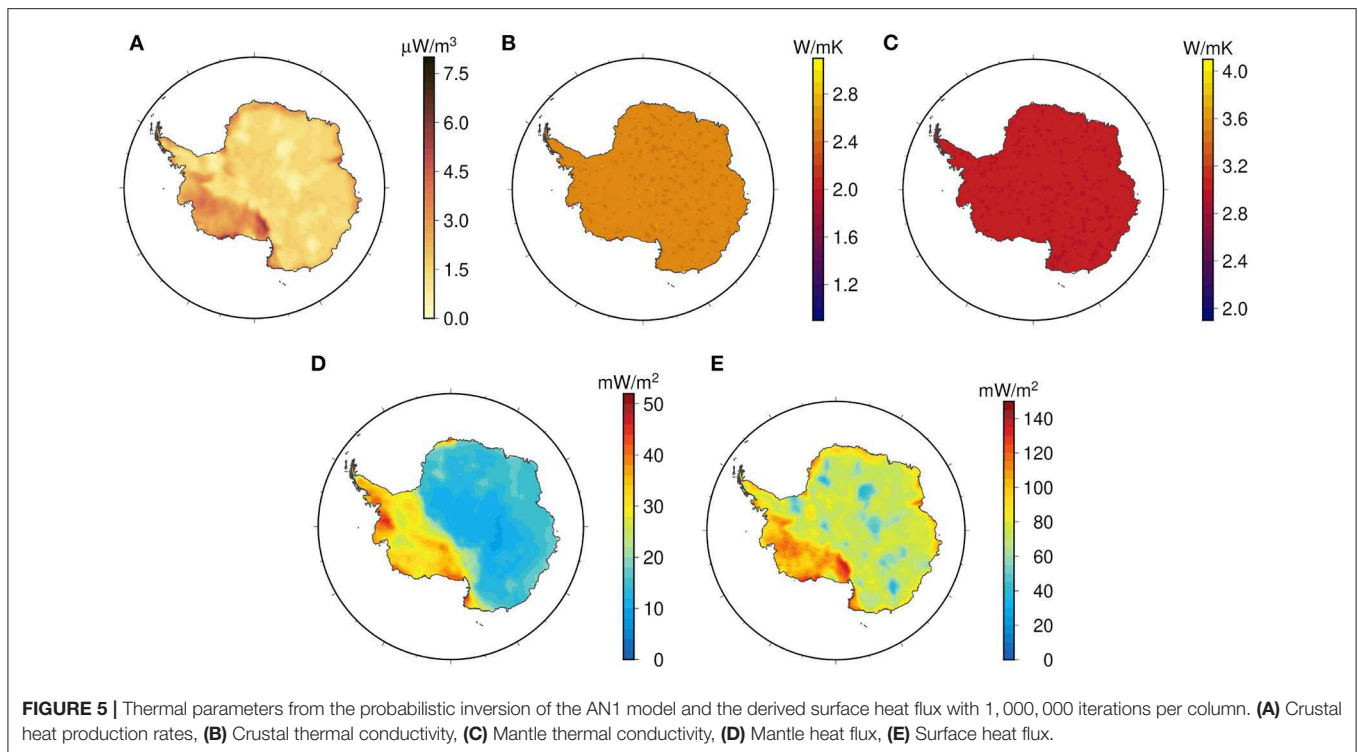 A
μW/m³
7.5
6.0
4.5
3.0
1.5
0.0
B
W/mK
2.8
2.4
2.0
1.6
1.2
C
W/mK
4.0
3.6
3.2
2.8
2.4
2.0
D
mW/m²
50
40
30
20
10
0
E
mW/m²
140
120
100
80
60
40
20
0
FIGURE 5 | Thermal parameters from the probabilistic inversion of the AN1 model and the derived surface heat flux with 1, 000, 000 iterations per column. (A) Crustal
heat production rates, (B) Crustal thermal conductivity, (C) Mantle thermal conductivity, (D) Mantle heat flux, (E) Surface heat flux.